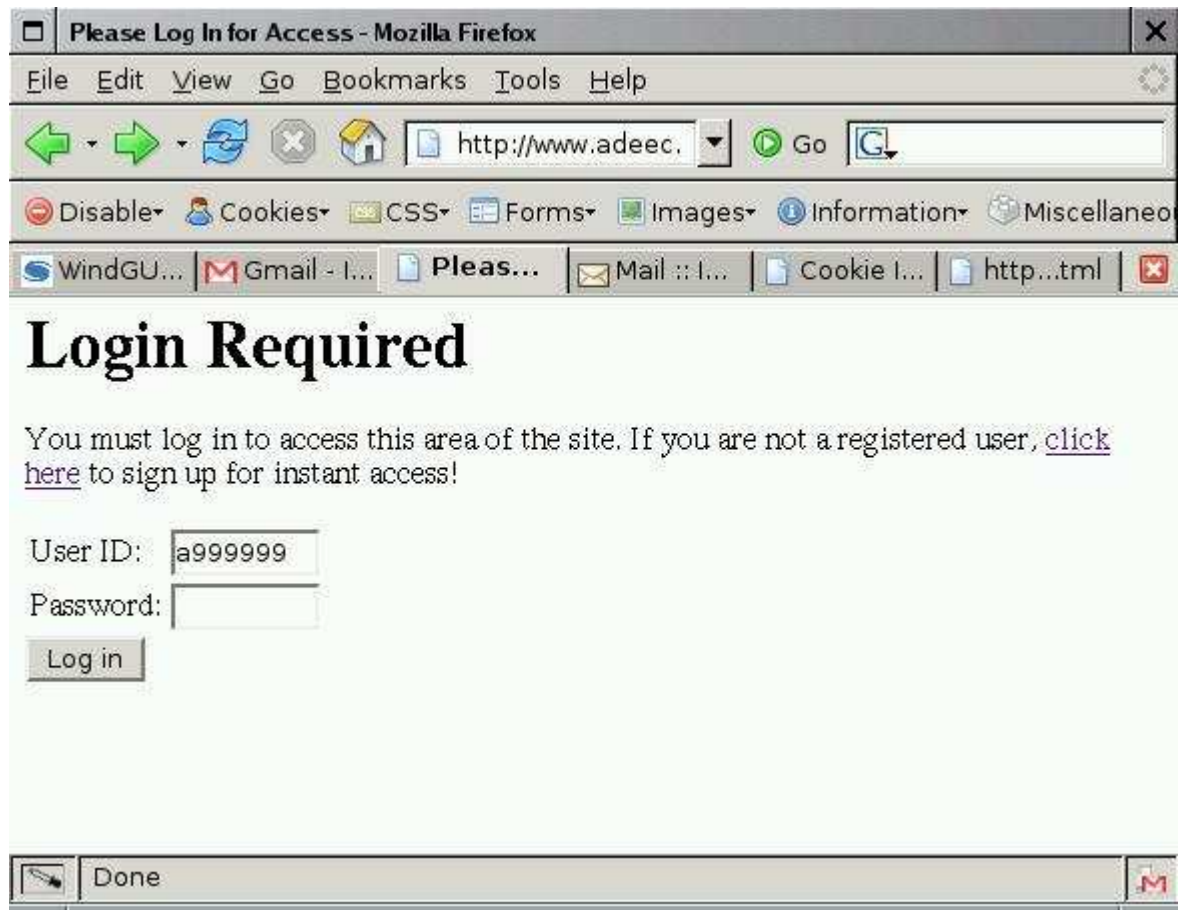 Please Log In for Access - Mozilla Firefox
File Edit View Go Bookmarks Tools Help
http://www.adeec. Go G
Disable Cookies CSS Forms Images Information Miscellaneo
WindGU... Gmail - I... Pleas... Mail :: I... Cookie I... http...tml
Login Required
You must log in to access this area of the site. If you are not a registered user, click
here to sign up for instant access!
User ID: a999999
Password:
Log in
Done